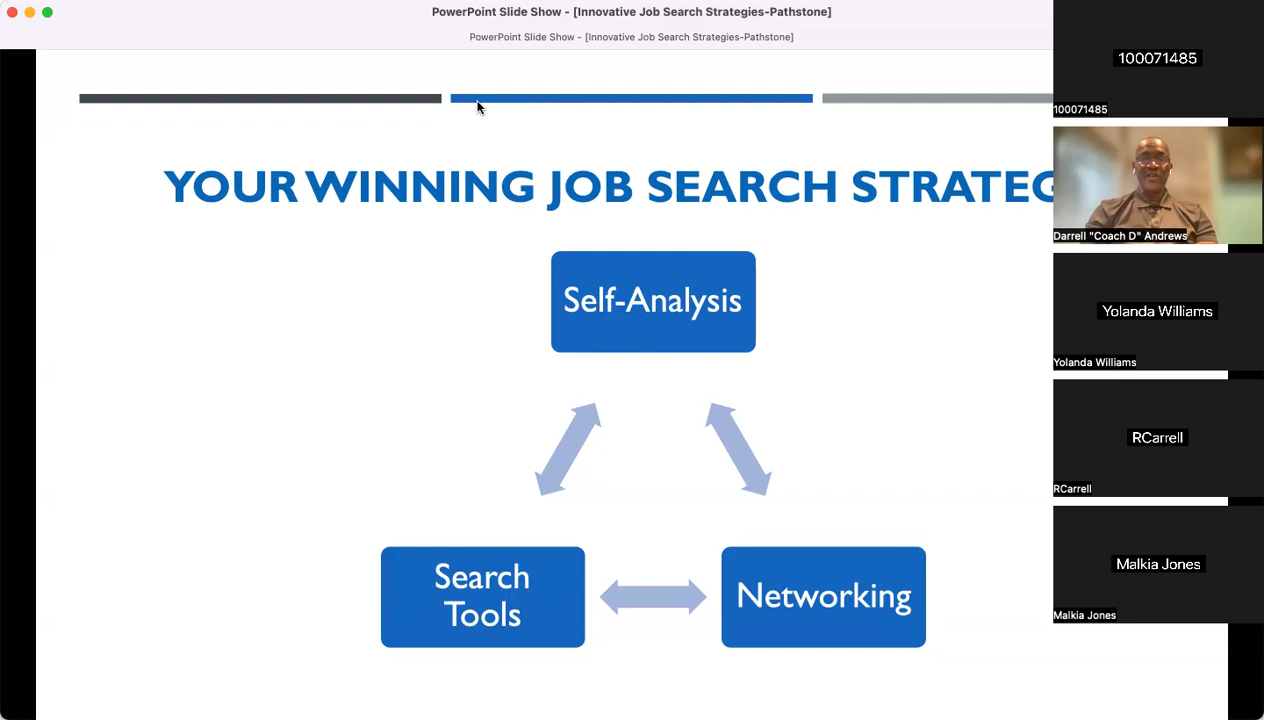 PowerPoint Slide Show - [Innovative Job Search Strategies-Pathstone]
PowerPoint Slide Show - [Innovative Job Search Strategies-Pathstone]
YOUR WINNING JOB SEARCH STRATEG
Self-Analysis
Search
Tools
Networking
100071485
100071485
Darrell "Coach D" Andrews
Yolanda Williams
Yolanda Williams
RCarrell
RCarrell
Malkia Jones
Malkia Jones